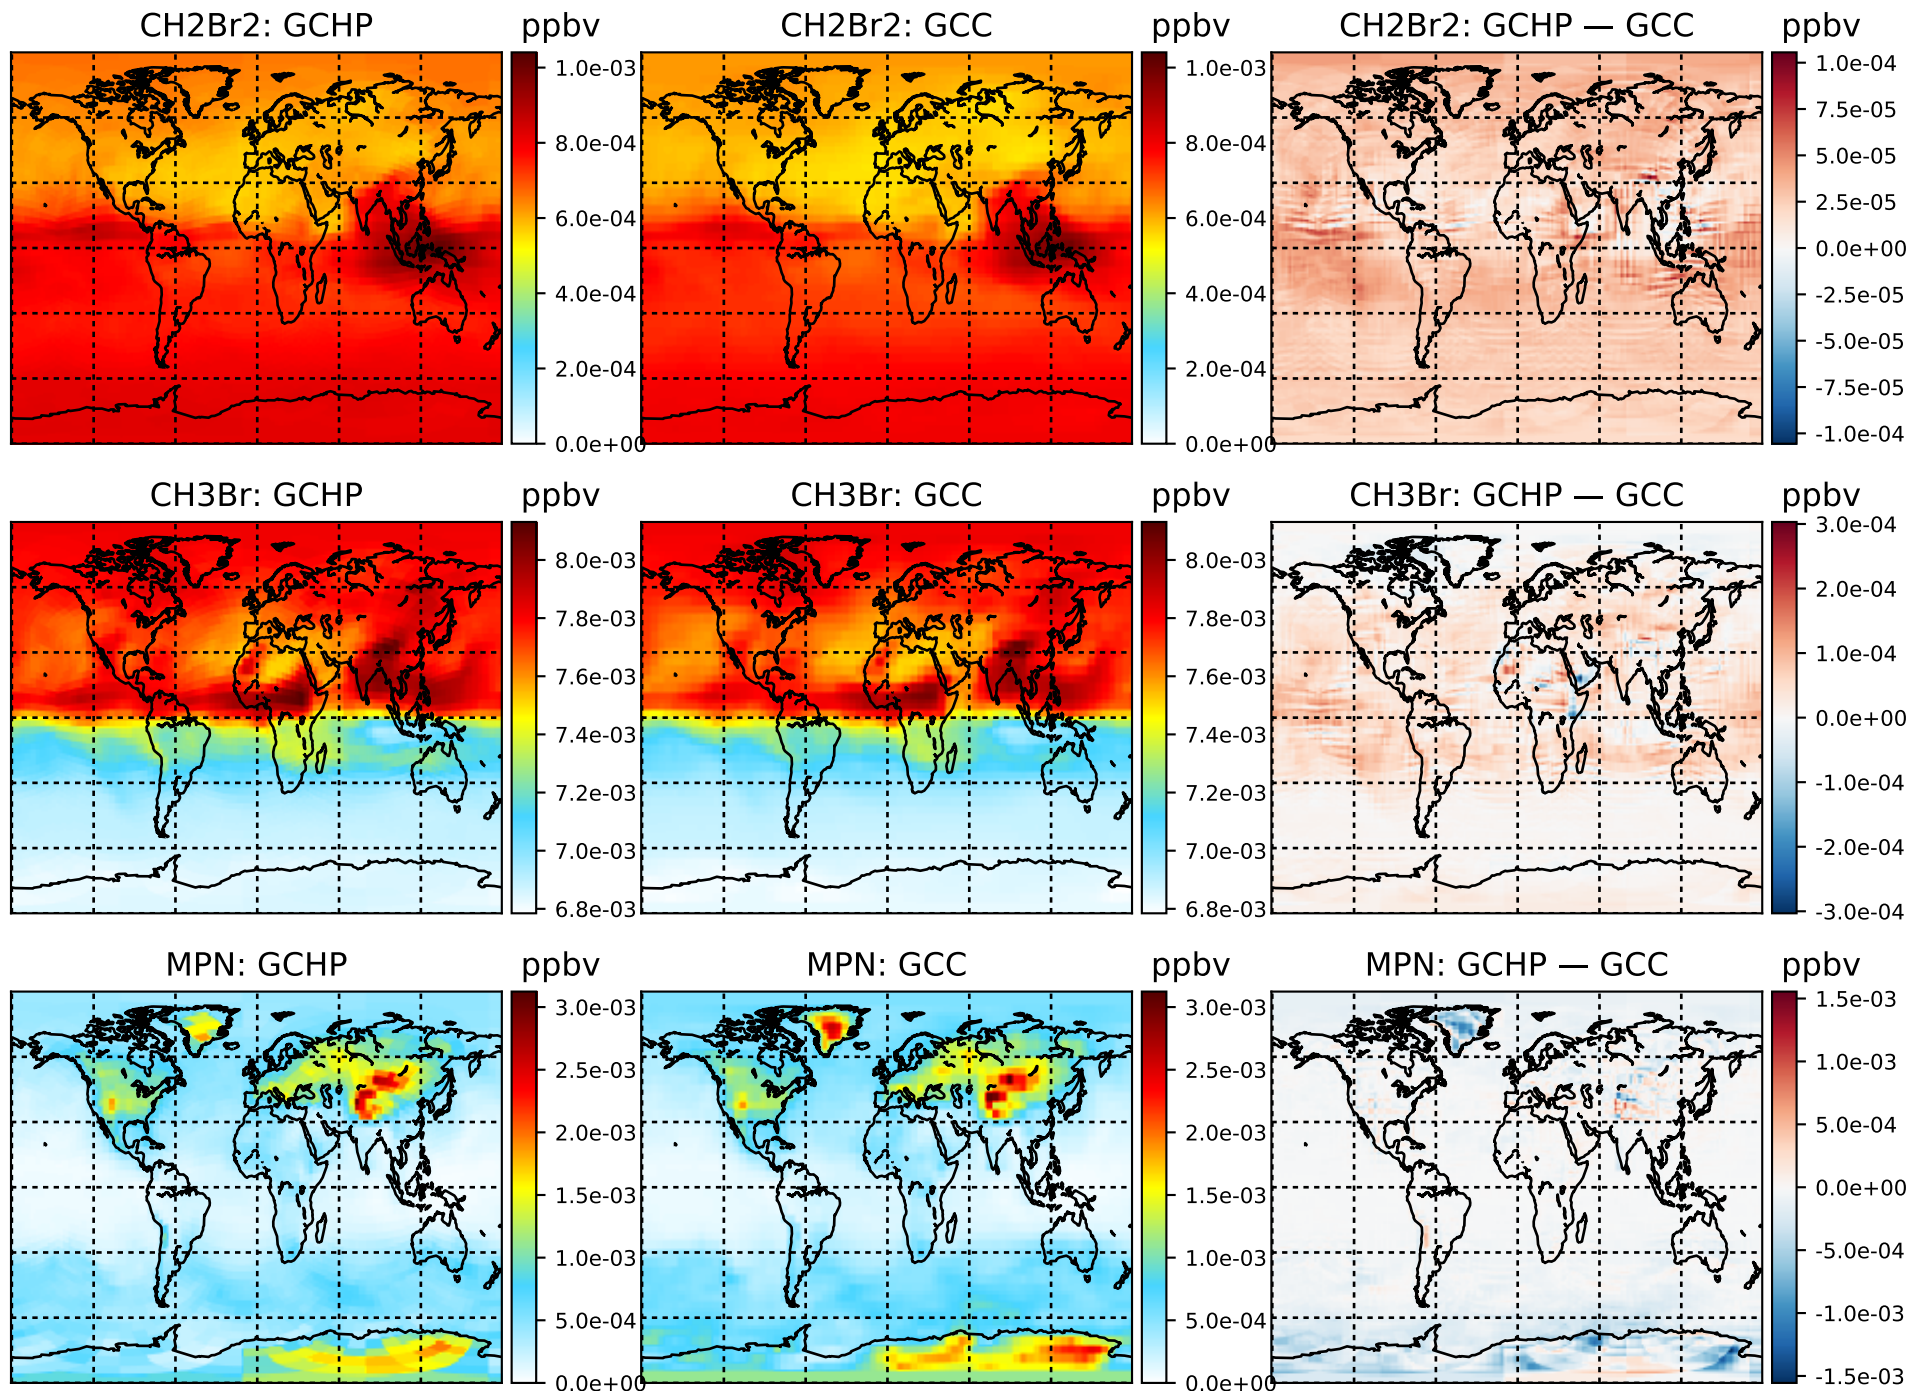 CH2Br2: GCHP ppbv CH2Br2: GCC ppbv CH2Br2: GCHP — GCC ppbv
1.0e-03 1.0e-03 1.0e-04
8.0e-04 8.0e-04 7.5e-05
6.0e-04 6.0e-04 5.0e-05
4.0e-04 4.0e-04 2.5e-05
2.0e-04 2.0e-04 0.0e+00
0.0e+00 0.0e+00 -2.5e-05
-5.0e-05
-7.5e-05
-1.0e-04
CH3Br: GCHP ppbv CH3Br: GCC ppbv CH3Br: GCHP — GCC ppbv
8.0e-03 8.0e-03 3.0e-04
7.8e-03 7.8e-03 2.0e-04
7.6e-03 7.6e-03 1.0e-04
7.4e-03 7.4e-03 0.0e+00
7.2e-03 7.2e-03 -1.0e-04
7.0e-03 7.0e-03 -2.0e-04
6.8e-03 6.8e-03 -3.0e-04
MPN: GCHP ppbv MPN: GCC ppbv MPN: GCHP — GCC ppbv
3.0e-03 3.0e-03 1.5e-03
2.5e-03 2.5e-03 1.0e-03
2.0e-03 2.0e-03 5.0e-04
1.5e-03 1.5e-03 0.0e+00
1.0e-03 1.0e-03 -5.0e-04
5.0e-04 5.0e-04 -1.0e-03
0.0e+00 0.0e+00 -1.5e-03